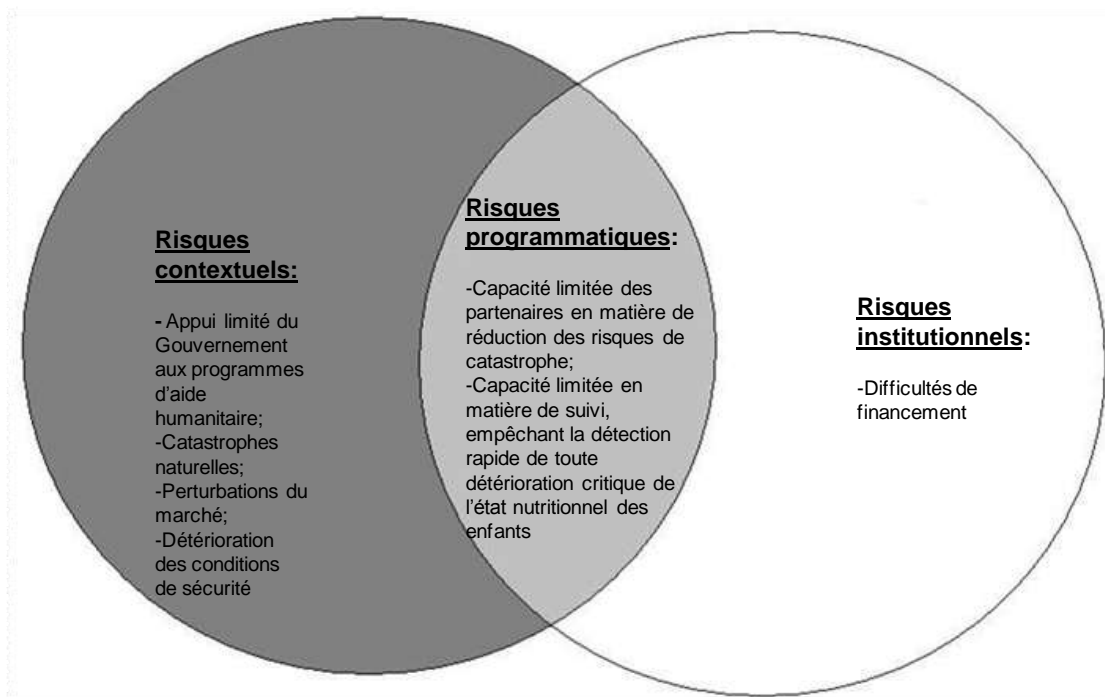 Risques
contextuels:
- Appui limité du
Gouvernement
aux programmes
d’aide
humanitaire;
-Catastrophes
naturelles;
-Perturbations du
marché;
-Détérioration
des conditions
de sécurité
Risques
programmatiques:
-Capacité limitée des
partenaires en matière de
réduction des risques de
catastrophe;
-Capacité limitée en
matière de suivi,
empêchant la détection
rapide de toute
détérioration critique de
l’état nutritionnel des
enfants
Risques
institutionnels:
-Difficultés de
financement